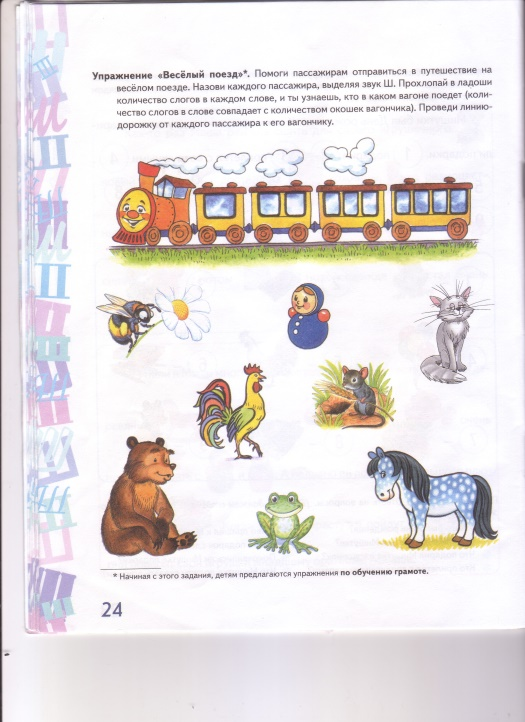 Упражнение «Весёлый поезд»*. Помоги пассажирам отправиться в путешествие на
весёлом поезде. Назови каждого пассажира, выделяя звук Ш. Прохлопай в ладоши
количество слогов в каждом слове, и ты узнаешь, кто в каком вагоне поедет (коли-
чество слогов в слове совпадает с количеством окошек вагончика). Проведи линию-
дорожку от каждого пассажира к его вагончику.
* Начиная с этого задания, детям предлагаются упражнения по обучению грамоте.
24